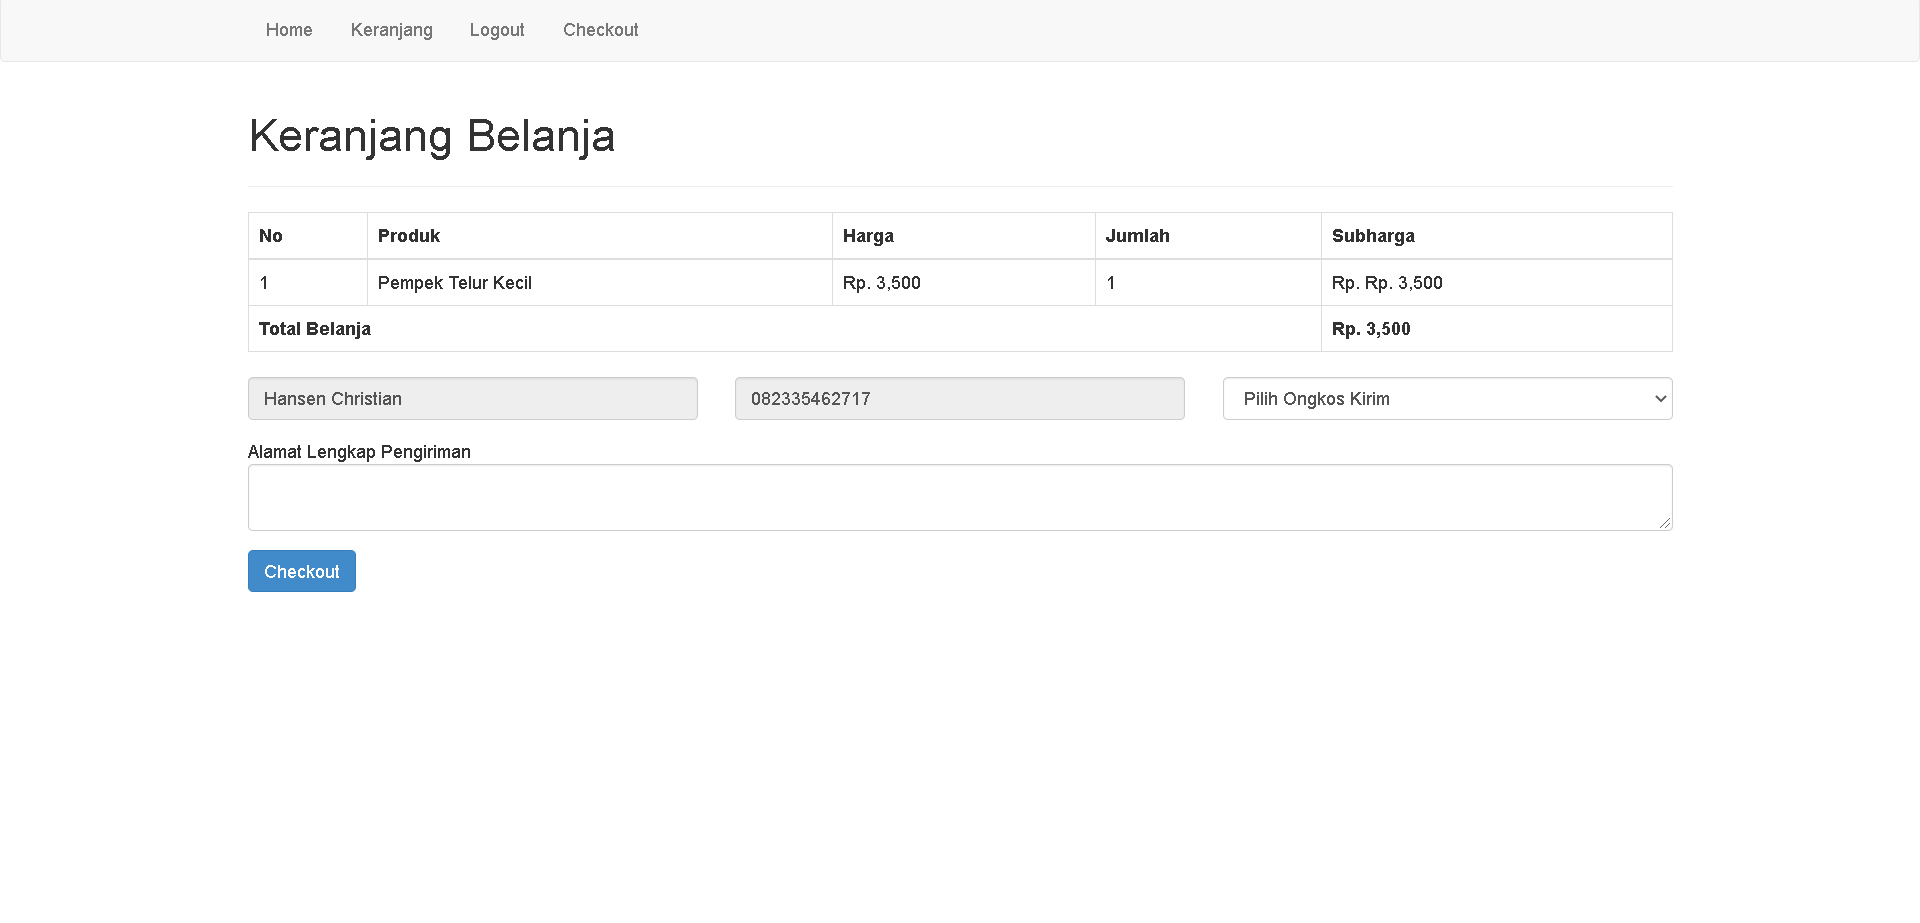 Home Keranjang Logout Checkout
Keranjang Belanja
No Produk Harga Jumlah Subharga
1 Pempek Telur Kecil Rp. 3,500 1 Rp. Rp. 3,500
Total Belanja Rp. 3,500
Hansen Christian 082335462717 Pilih Ongkos Kirim
Alamat Lengkap Pengiriman
Checkout